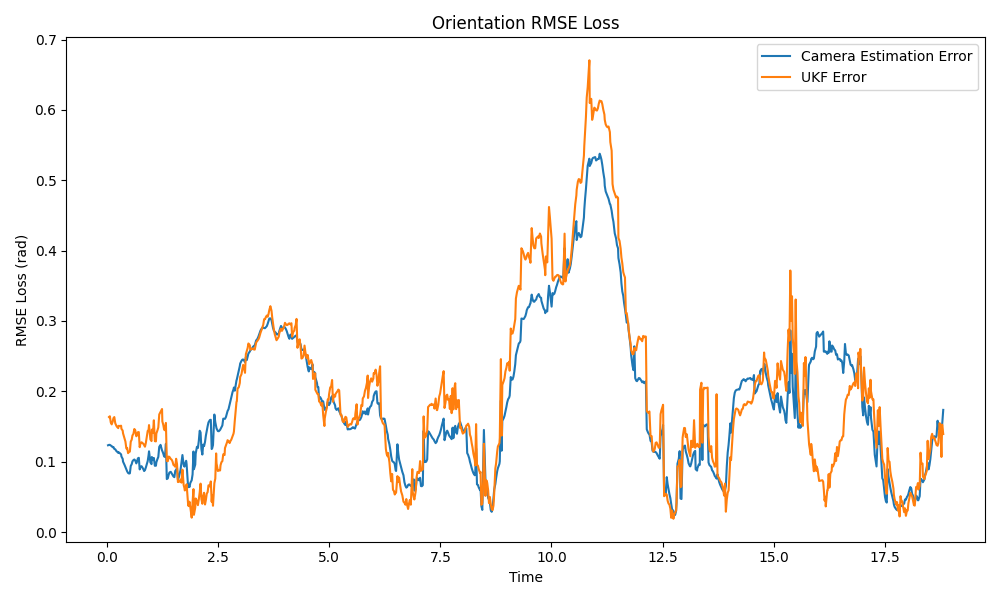 Orientation RMSE Loss
Camera Estimation Error
UKF Error
RMSE Loss (rad)
0.7
0.6
0.5
0.4
0.3
0.2
0.1
0.0
0.0 2.5 5.0 7.5 10.0 12.5 15.0 17.5
Time